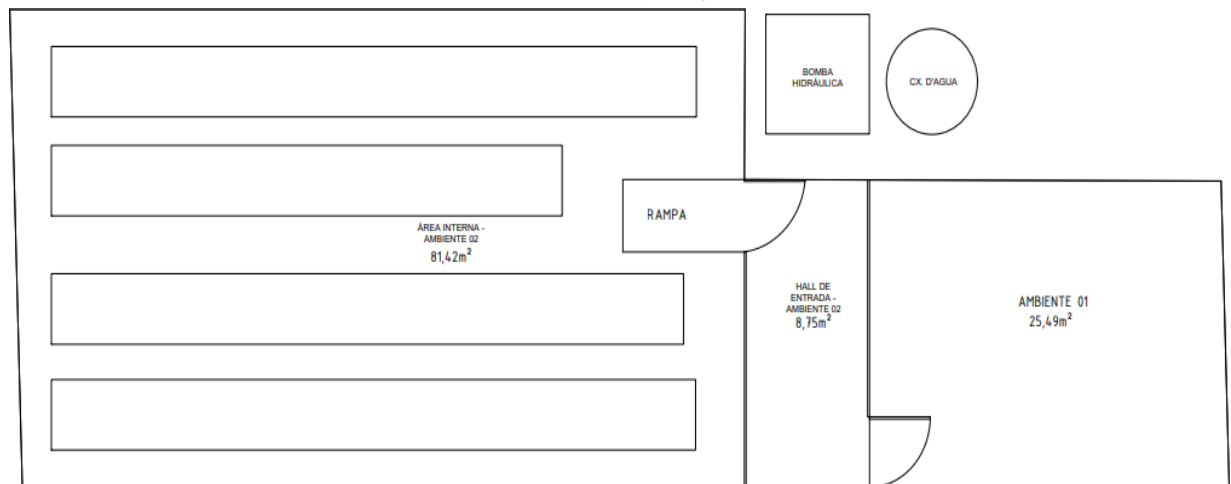 BOMBA
HIDRÁULICA
CX. D'AGUA
RAMPA
ÁREA INTERNA -
AMBIENTE 02
81,42m²
HALL DE
ENTRADA -
AMBIENTE 02
8,75m²
AMBIENTE 01
25,49m²